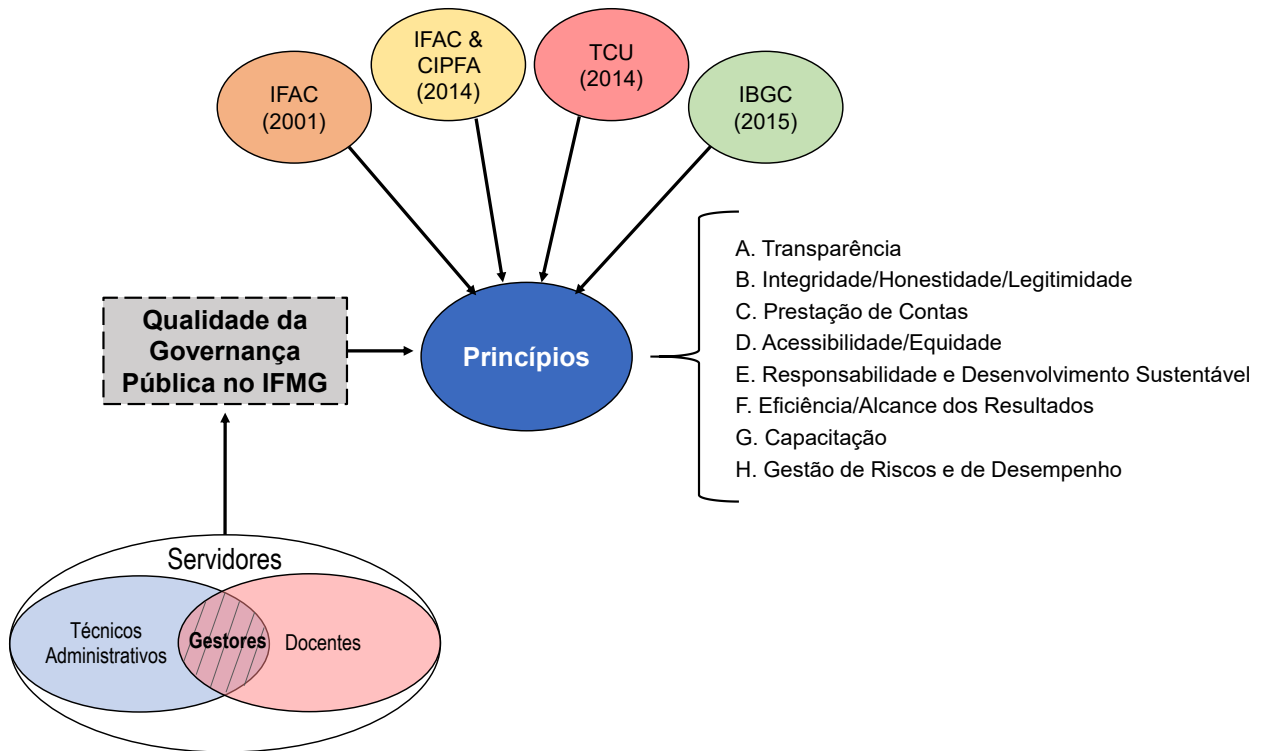 IFAC
(2001)
IFAC &
CIPFA
(2014)
TCU
(2014)
IBGC
(2015)
Qualidade da
Governança
Pública no IFMG
Princípios
A. Transparência
B. Integridade/Honestidade/Legitimidade
C. Prestação de Contas
D. Acessibilidade/Equidade
E. Responsabilidade e Desenvolvimento Sustentável
F. Eficiência/Alcance dos Resultados
G. Capacitação
H. Gestão de Riscos e de Desempenho
Servidores
Técnicos
Administrativos
Gestores
Docentes